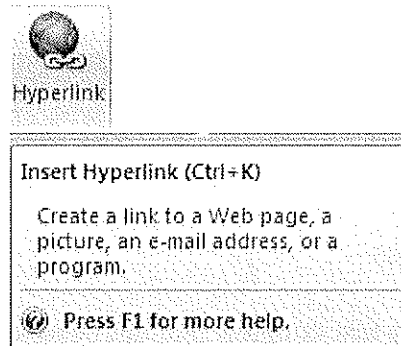 Hyperlink
Insert Hyperlink (Ctrl+K)
Create a link to a Web page, a
picture, an e-mail address, or a
program.
Press F1 for more help.